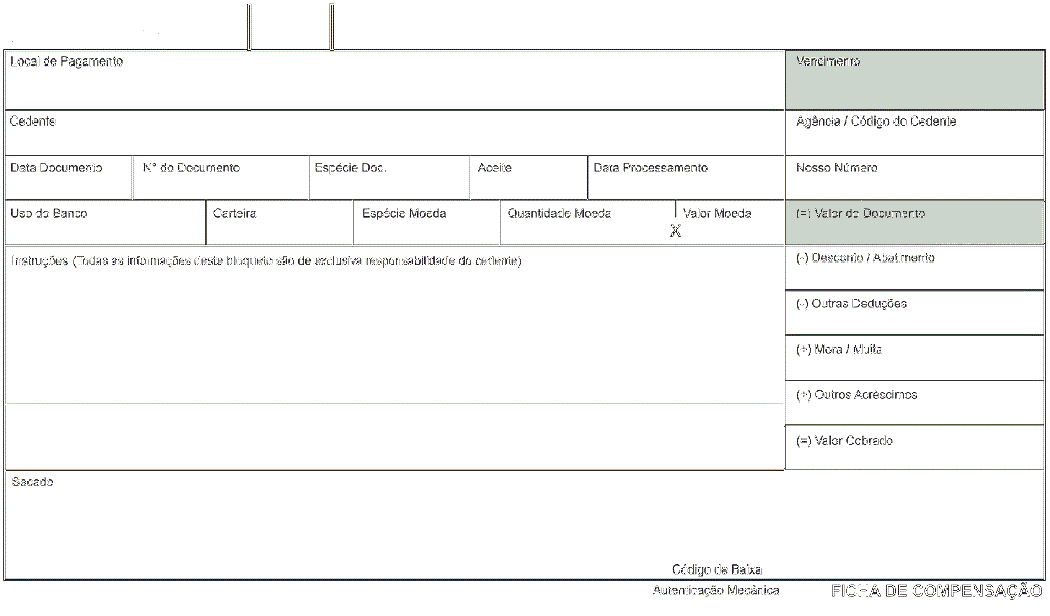 Local de Pagamento
Vencimento
Cedente
Agência / Código do Cedente
Data Documento
N° do Documento
Espécie Doc.
Aceite
Data Processamento
Nosso Número
Uso do Banco
Carteira
Espécie Moeda
Quantidade Moeda
Valor Moeda
(=) Valor do Documento
X
Instruções (Todas as informações deste bloqueto são de exclusiva responsabilidade do cedente)
(-) Desconto / Abatimento
(-) Outras Deduções
(+) Mora / Multa
(+) Outros Acréscimos
(=) Valor Cobrado
Sacado
Código de Baixa
Autenticação Mecânica
FICHA DE COMPENSAÇÃO